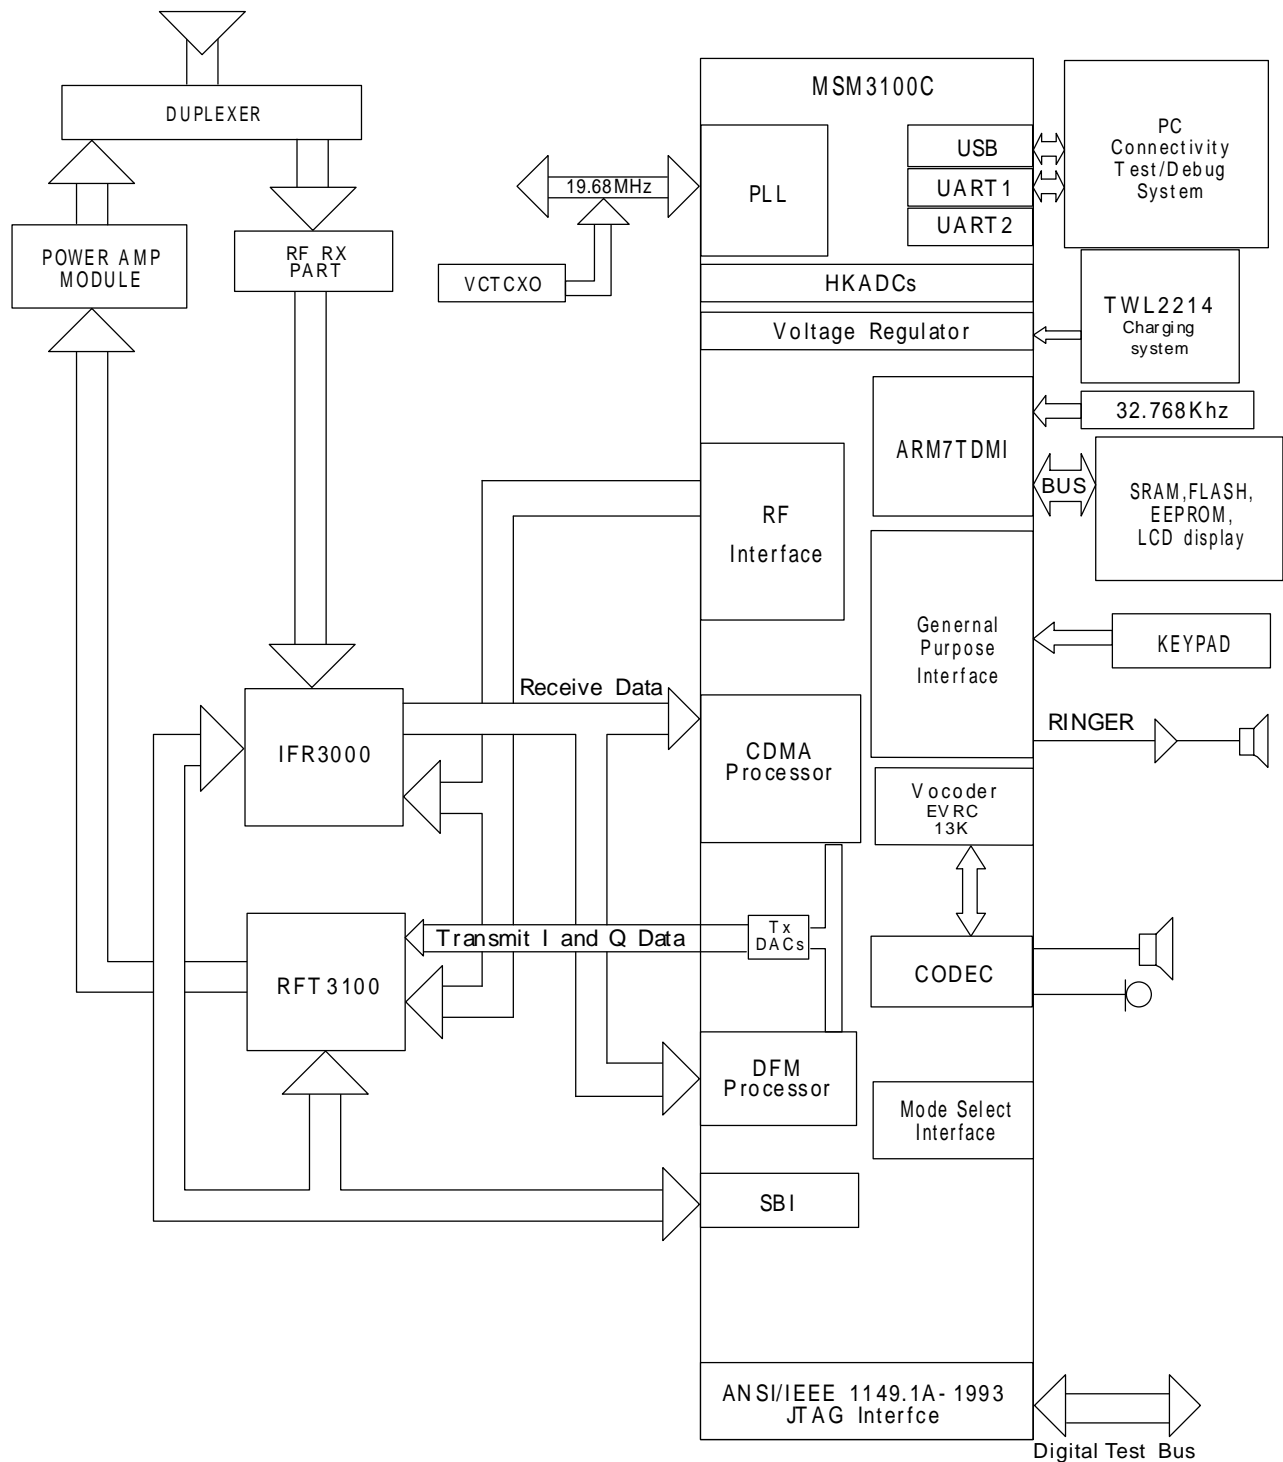 MSM3100C
DUPLEXER
PC
Connectivity
Test/Debug
System
USB
UART1
UART2
PLL
19.68MHz
POWER AMP
MODULE
RF RX
PART
VCTCXO
HKADCs
TWL2214
Charging
system
Voltage Regulator
32.768Khz
ARM7TDMI
BUS
SRAM,FLASH,
EEPROM,
LCD display
RF
Interface
Genernal
Purpose
Interface
KEYPAD
Receive Data
RINGER
IFR3000
CDMA
Processor
Vocoder
EVRC
13K
Tx
DACs
Transmit I and Q Data
CODEC
RFT3100
DFM
Processor
Mode Select
Interface
SBI
ANSI/IEEE 1149.1A-1993
JTAG Interfce
Digital Test Bus